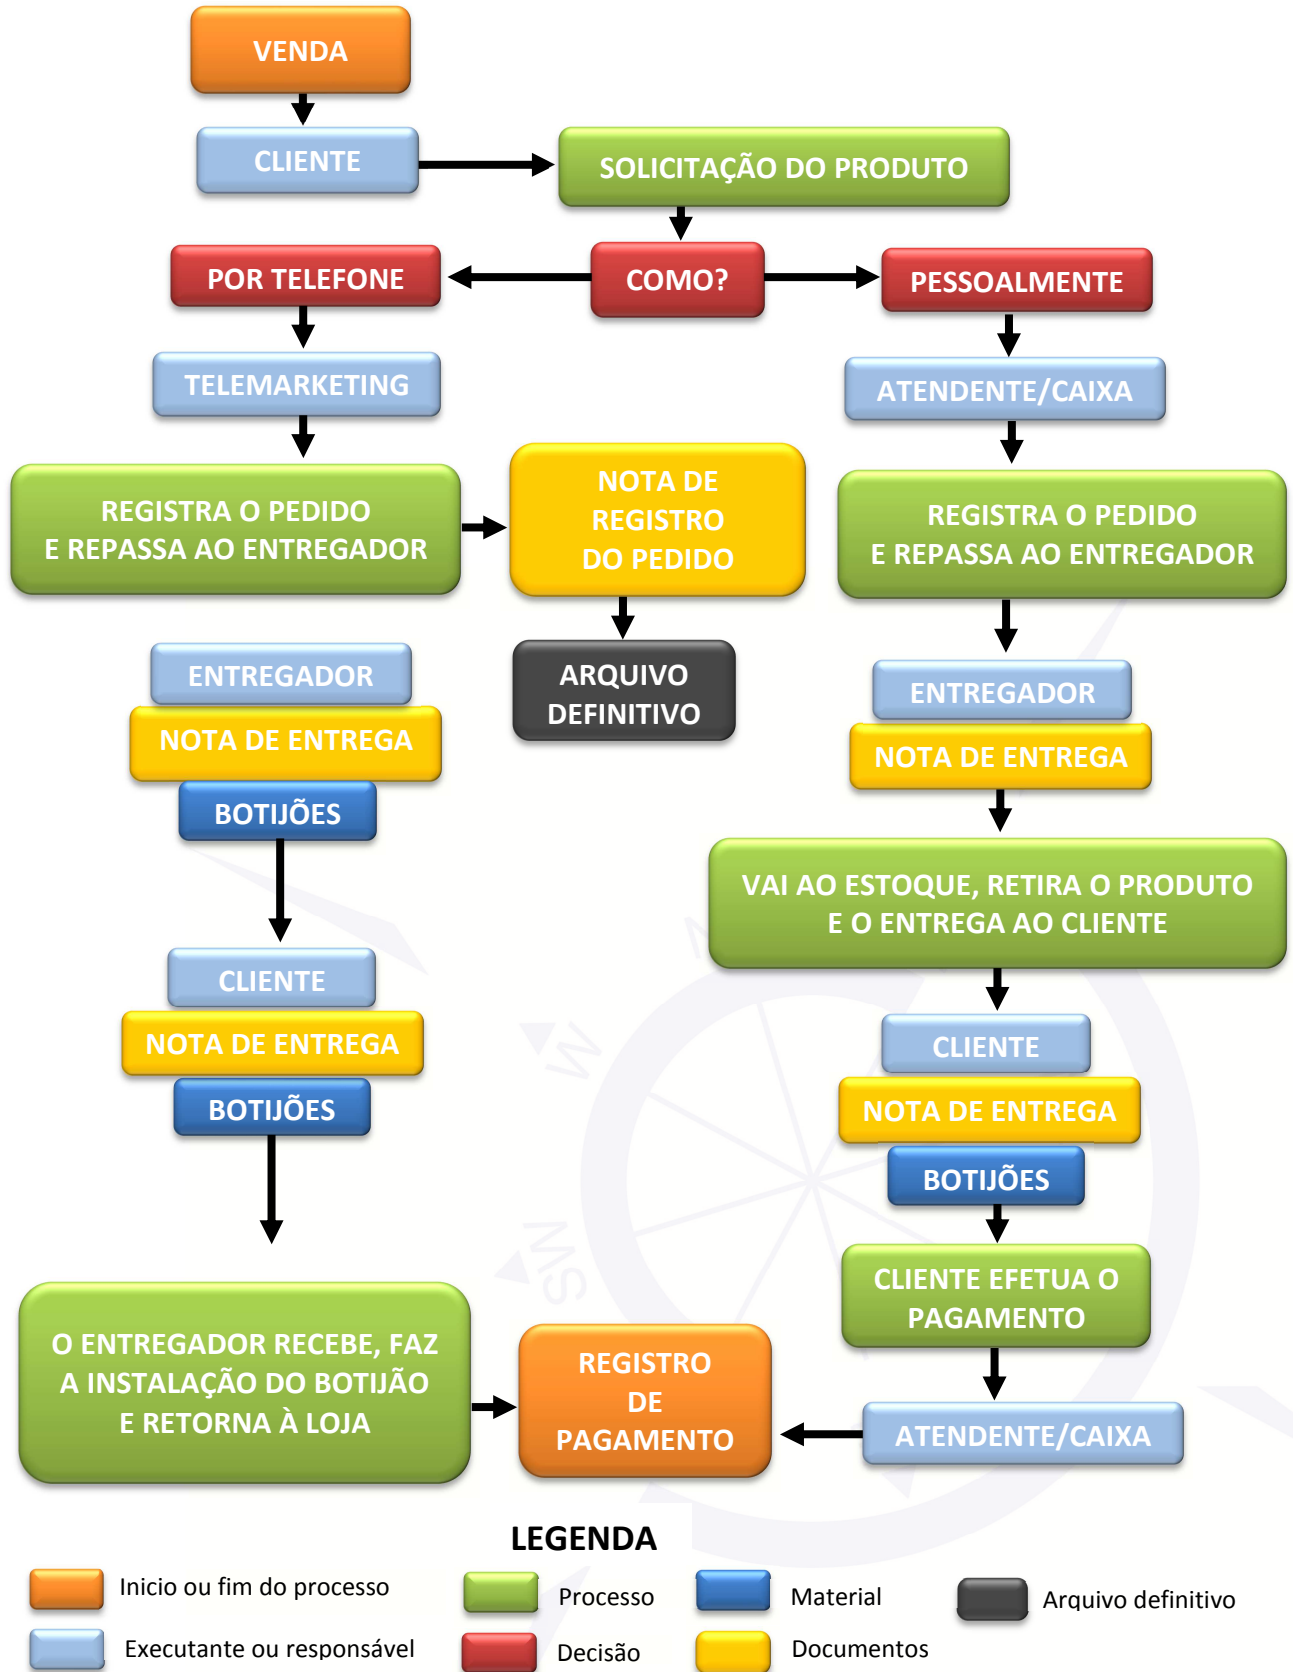 VENDA
CLIENTE
SOLICITAÇÃO DO PRODUTO
POR TELEFONE
COMO?
PESSOALMENTE
TELEMARKETING
ATENDENTE/CAIXA
REGISTRA O PEDIDO
E REPASSA AO ENTREGADOR
NOTA DE
REGISTRO
DO PEDIDO
REGISTRA O PEDIDO
E REPASSA AO ENTREGADOR
ENTREGADOR
NOTA DE ENTREGA
BOTIJÕES
ARQUIVO
DEFINITIVO
ENTREGADOR
NOTA DE ENTREGA
VAI AO ESTOQUE, RETIRA O PRODUTO
E O ENTREGA AO CLIENTE
CLIENTE
NOTA DE ENTREGA
BOTIJÕES
CLIENTE
NOTA DE ENTREGA
BOTIJÕES
CLIENTE EFETUA O
PAGAMENTO
O ENTREGADOR RECEBE, FAZ
A INSTALAÇÃO DO BOTIJÃO
E RETORNA À LOJA
REGISTRO
DE
PAGAMENTO
ATENDENTE/CAIXA
LEGENDA
Inicio ou fim do processo
Processo
Material
Arquivo definitivo
Executante ou responsável
Decisão
Documentos
W
SW